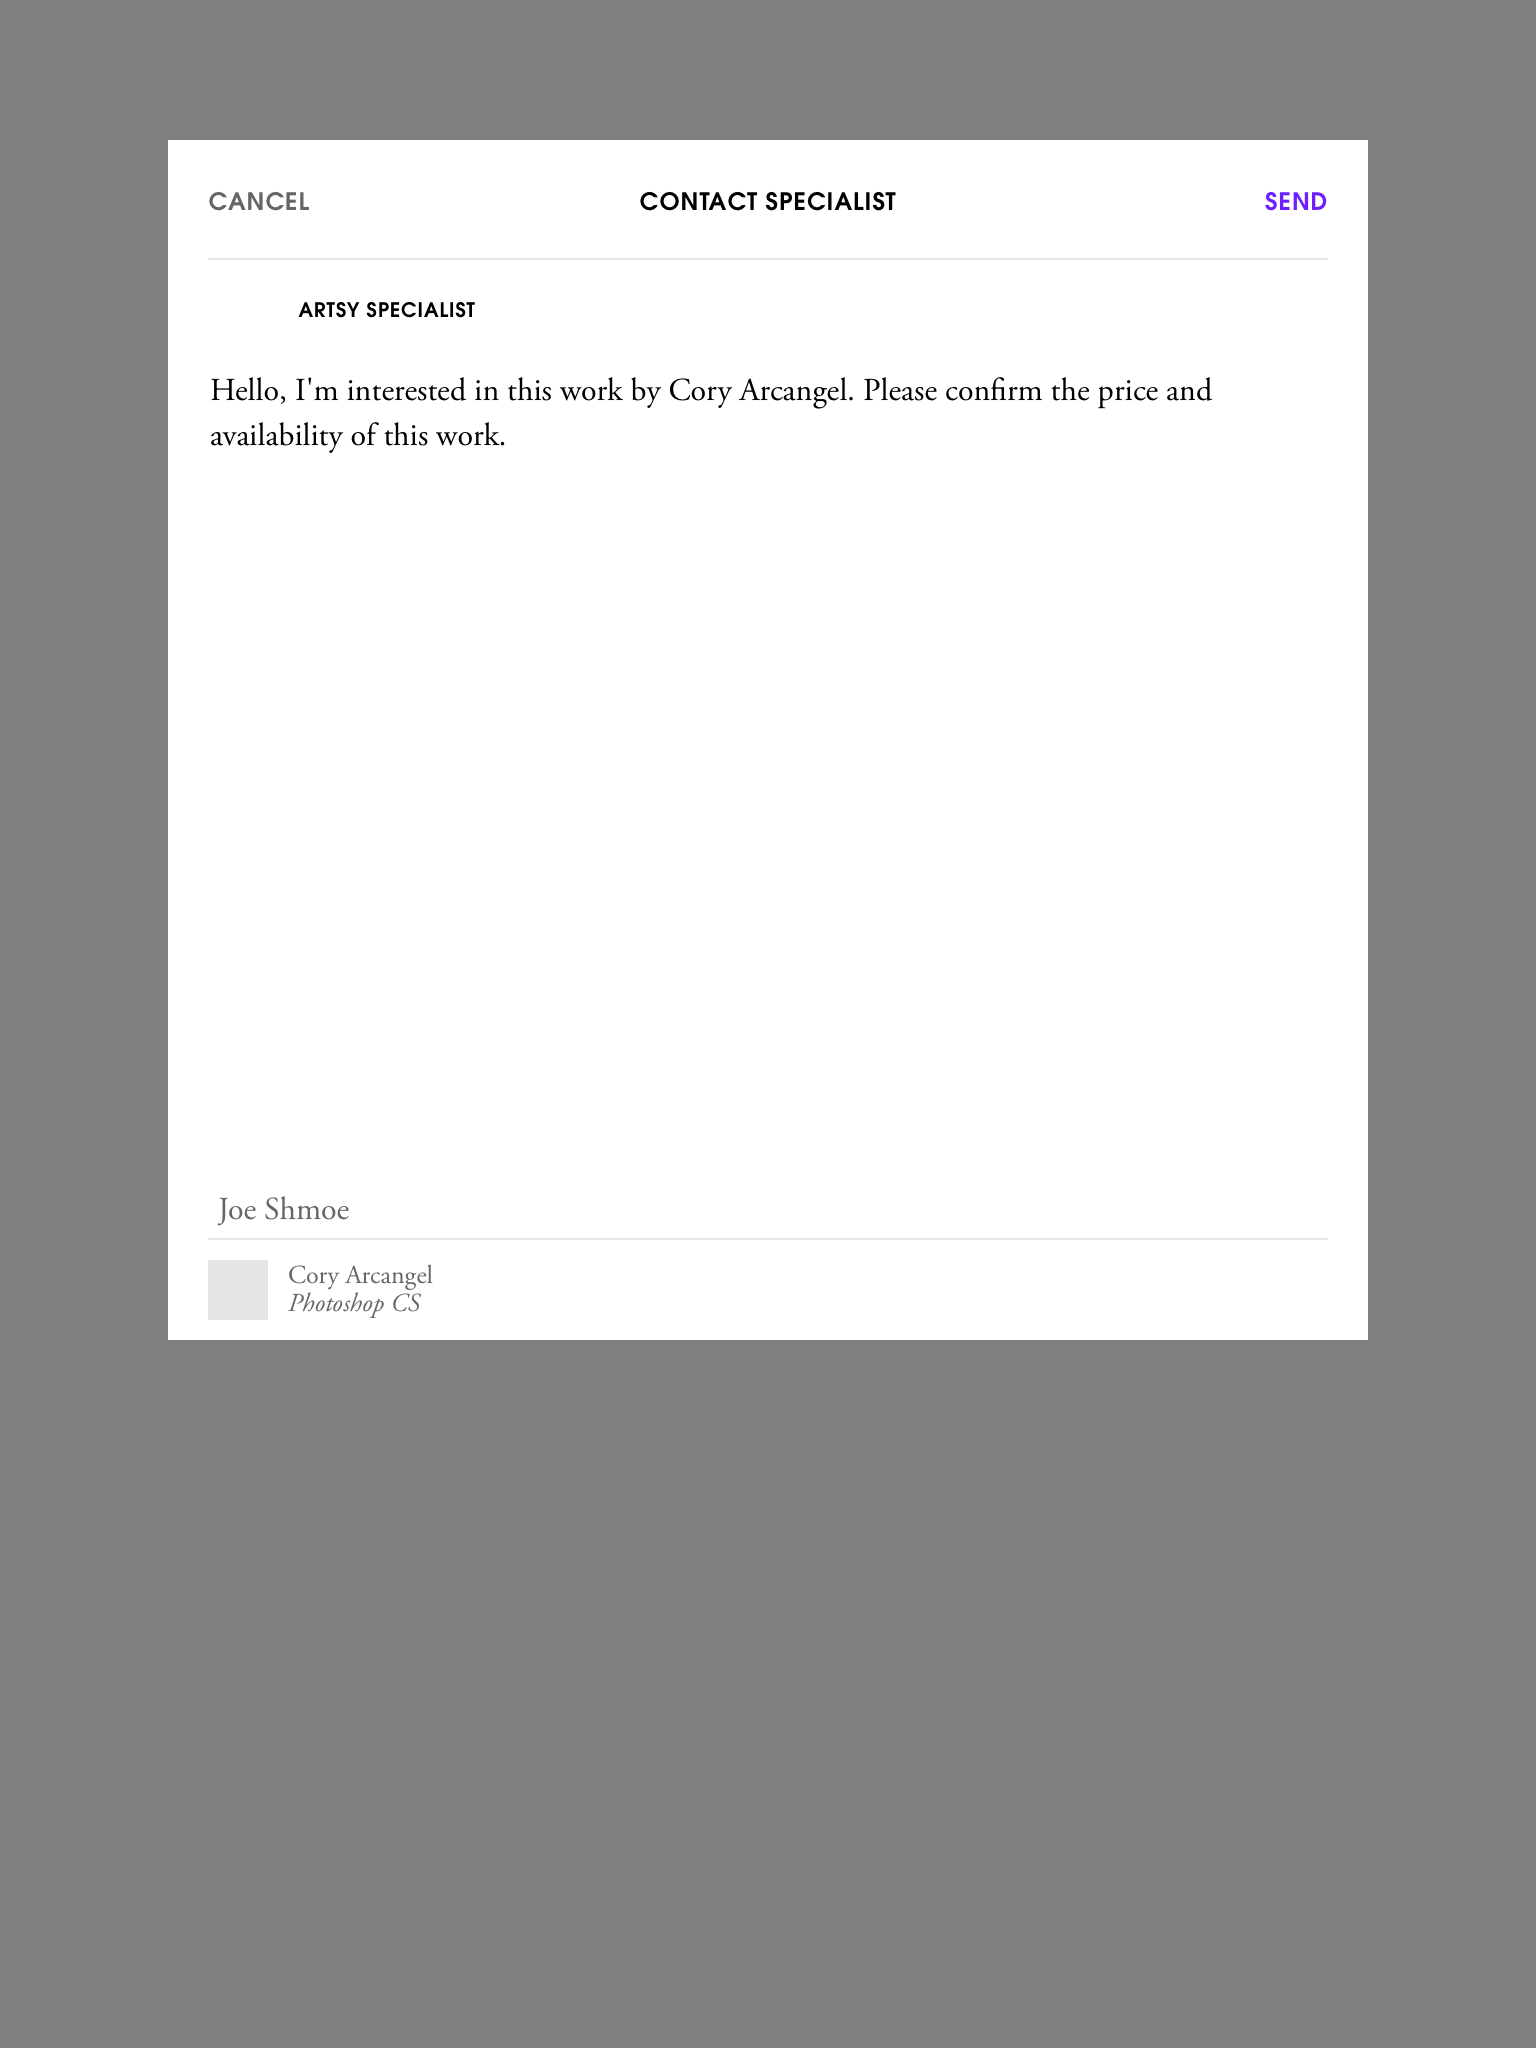 CANCEL
CONTACT SPECIALIST
SEND
ARTSY SPECIALIST
Hello, I'm interested in this work by Cory Arcangel. Please confirm the price and
availability of this work.
Joe Shmoe
Cory Arcangel
Photoshop CS